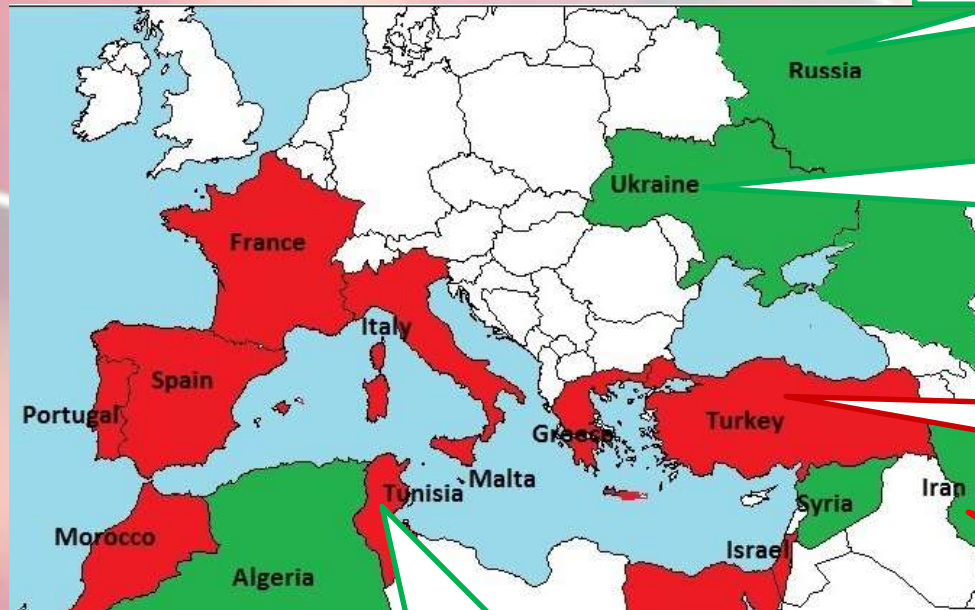 Russia
Ukraine
France
Italy
Spain
Portugal
Turkey
Greece
Malta
Tunisia
Syria
Iran
Morocco
Israel
Algeria